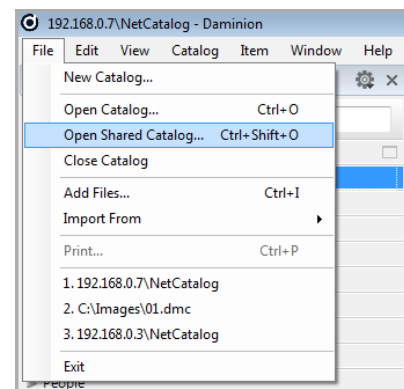 192.168.0.7\NetCatalog - Daminion
File Edit View Catalog Item Window Help
New Catalog...
Open Catalog... Ctrl+O
Open Shared Catalog... Ctrl+Shift+O
Close Catalog
Add Files... Ctrl+I
Import From
Print... Ctrl+P
1. 192.168.0.7\NetCatalog
2. C:\Images\01.dmc
3. 192.168.0.3\NetCatalog
Exit
People